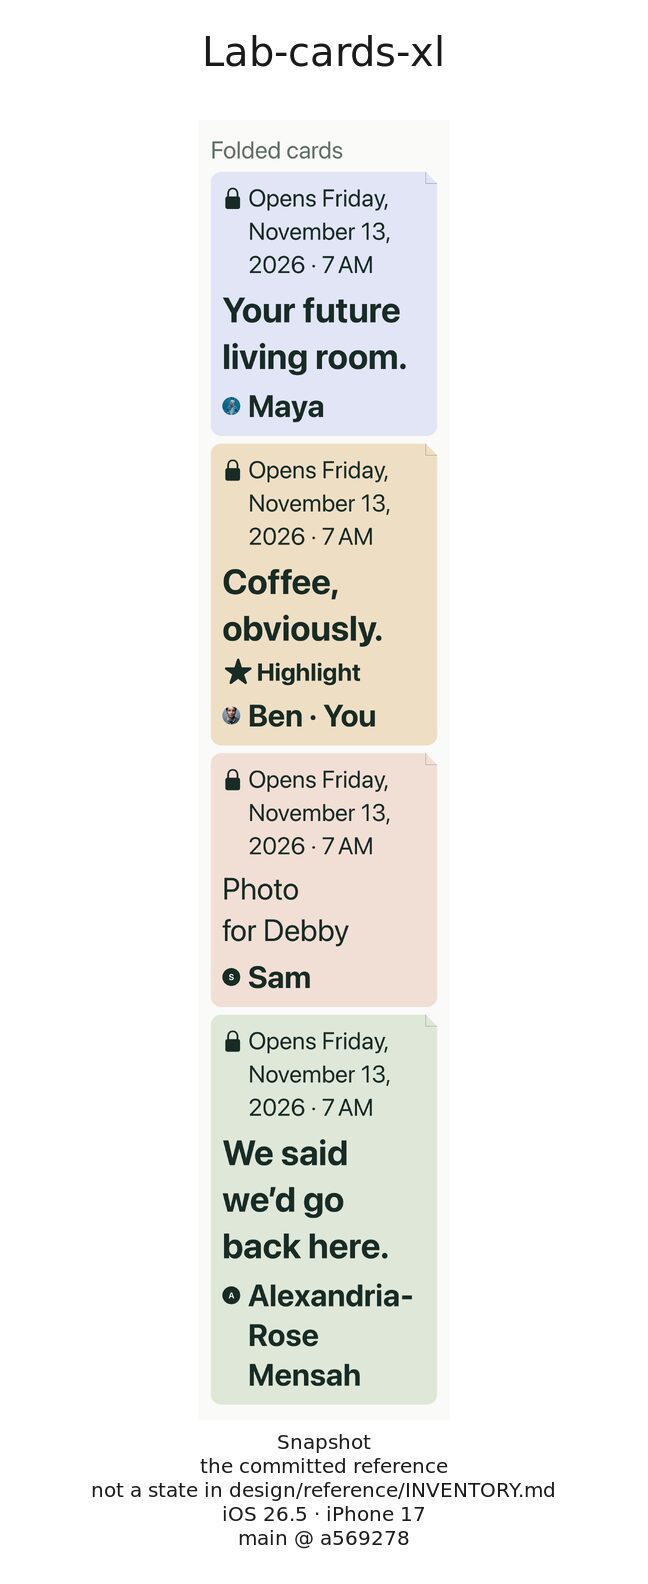 Lab-cards-xl
Folded cards
Opens Friday,
November 13,
2026 · 7 AM
Your future
living room.
Maya
Opens Friday,
November 13,
2026 · 7 AM
Coffee,
obviously.
Highlight
Ben · You
Opens Friday,
November 13,
2026 · 7 AM
Photo
for Debby
S Sam
Opens Friday,
November 13,
2026 · 7 AM
We said
we’d go
back here.
A Alexandria-
Rose
Mensah
Snapshot
the committed reference
not a state in design/reference/INVENTORY.md
iOS 26.5 · iPhone 17
main @ a569278